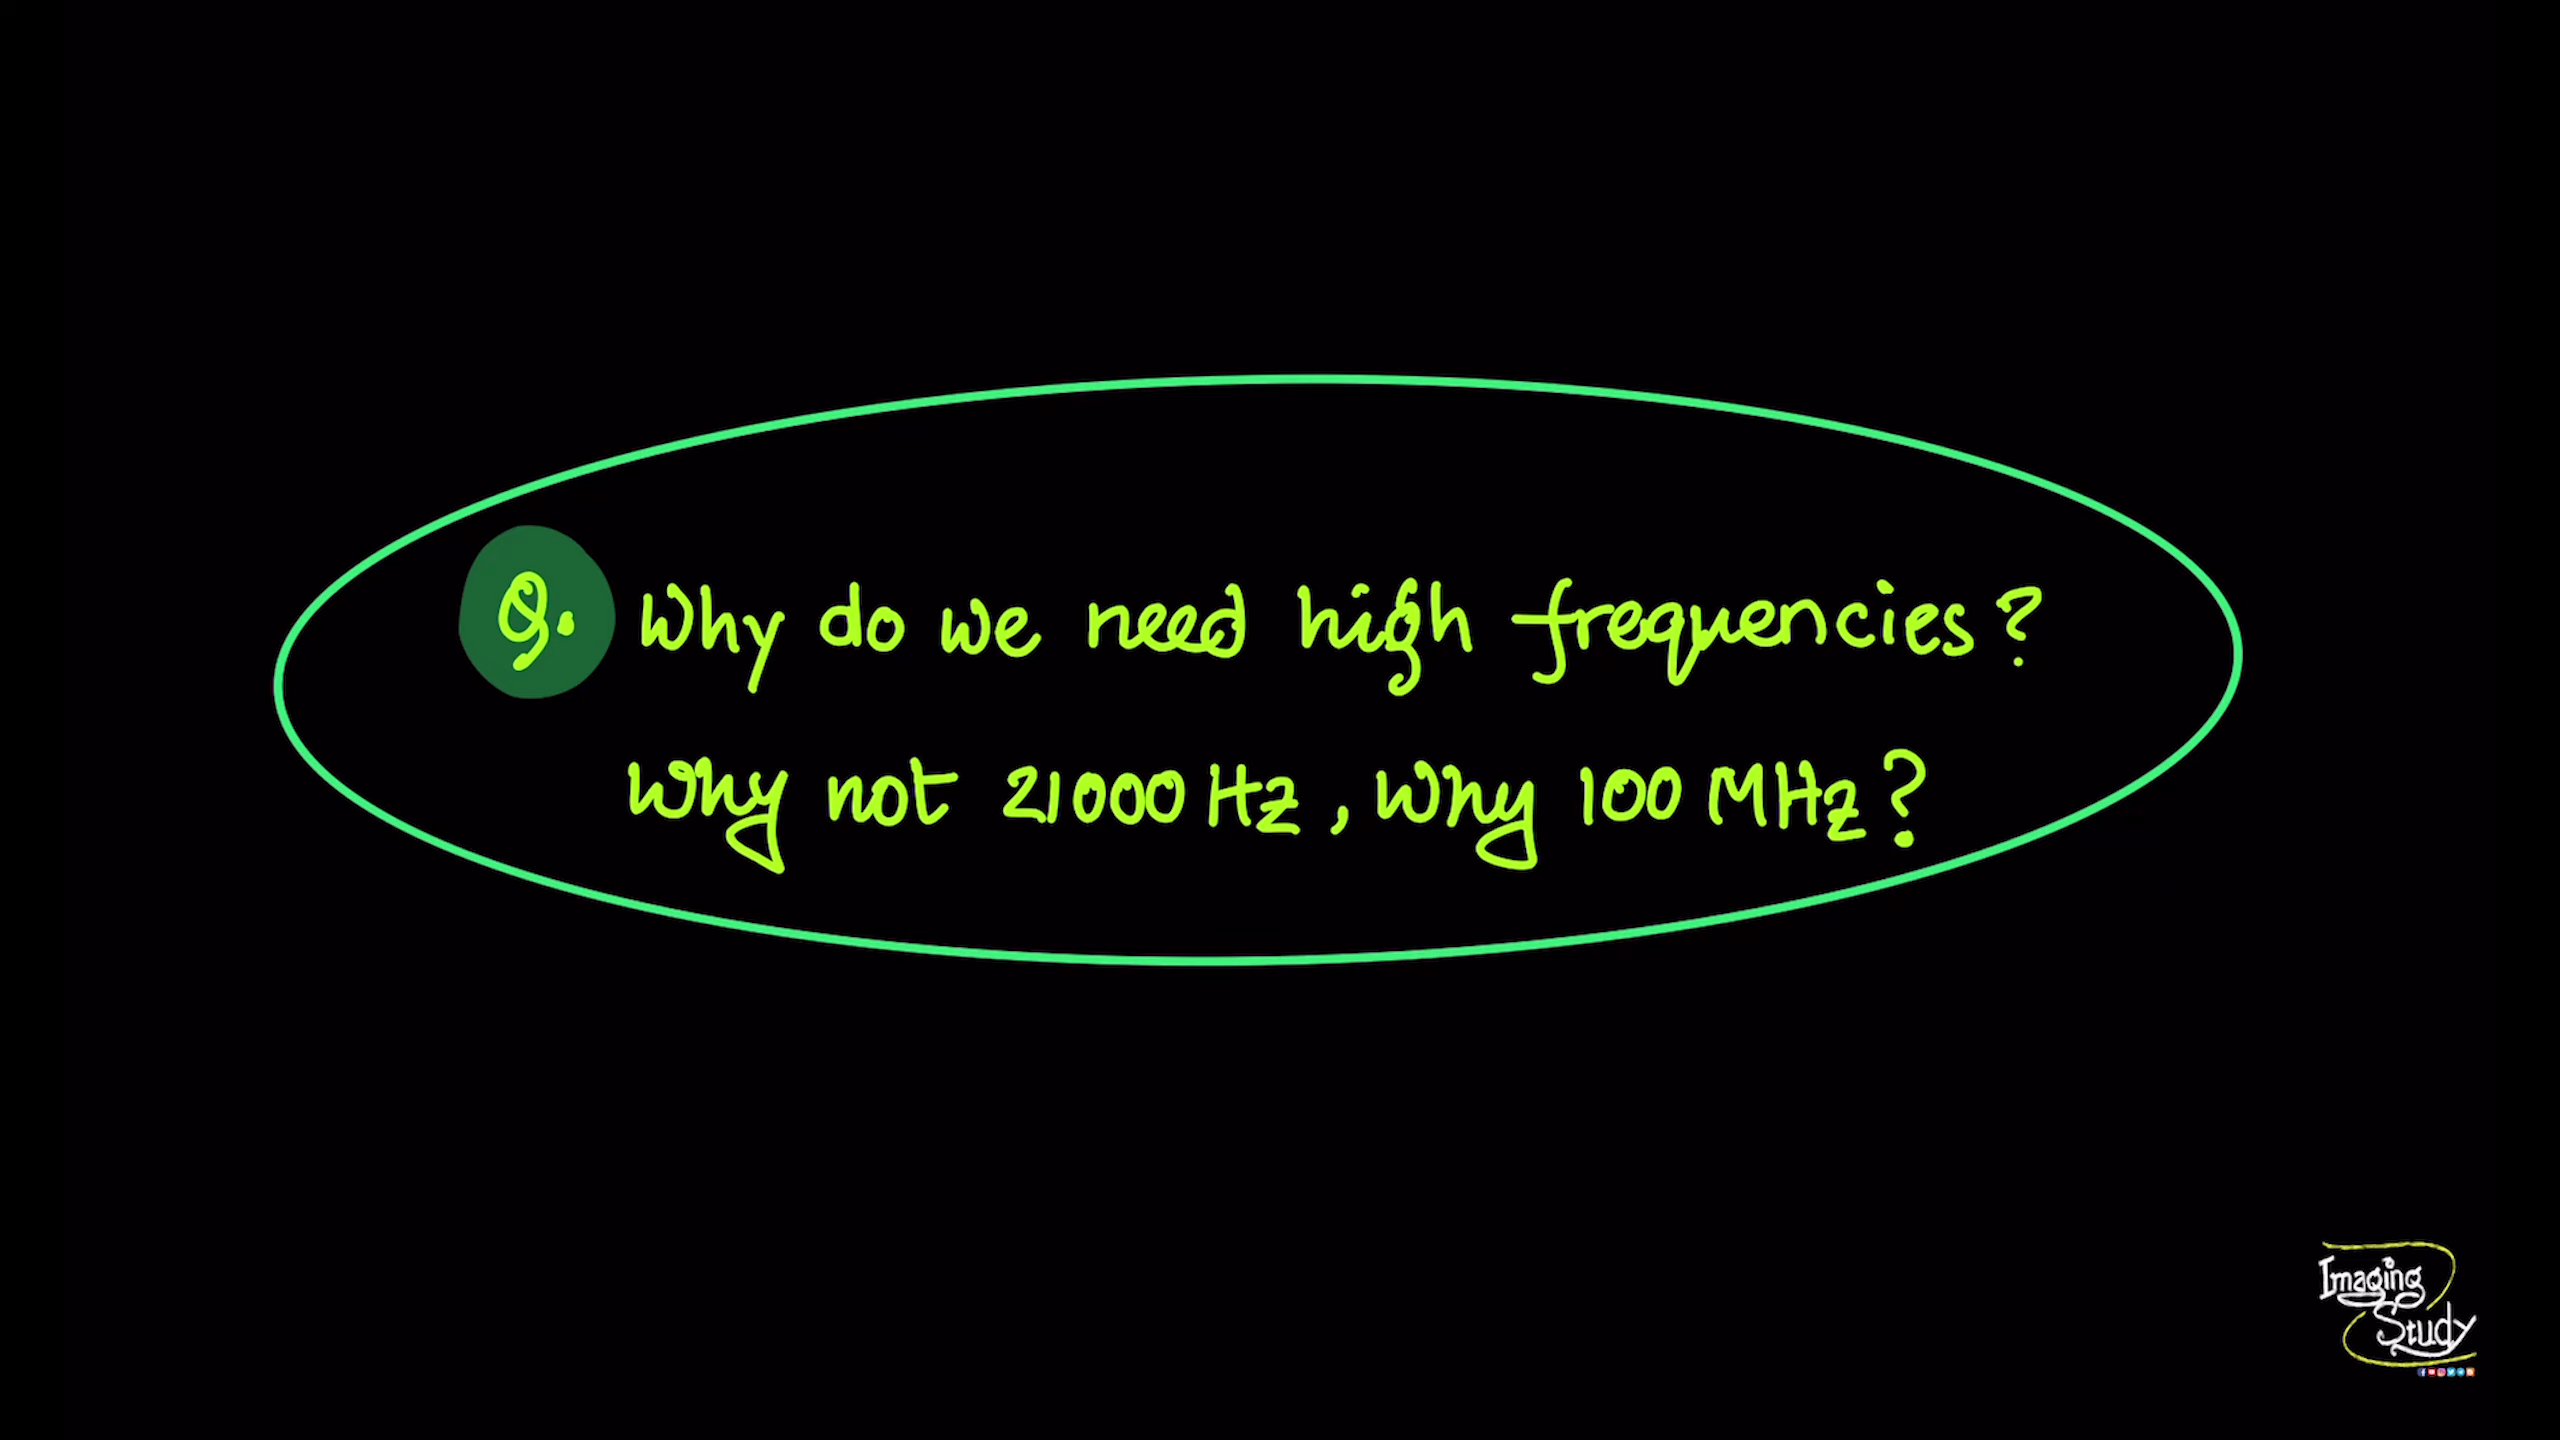 Q. Why do we need high frequencies?
Why not 21000 Hz, Why 100 MHz?
Imaging
Study